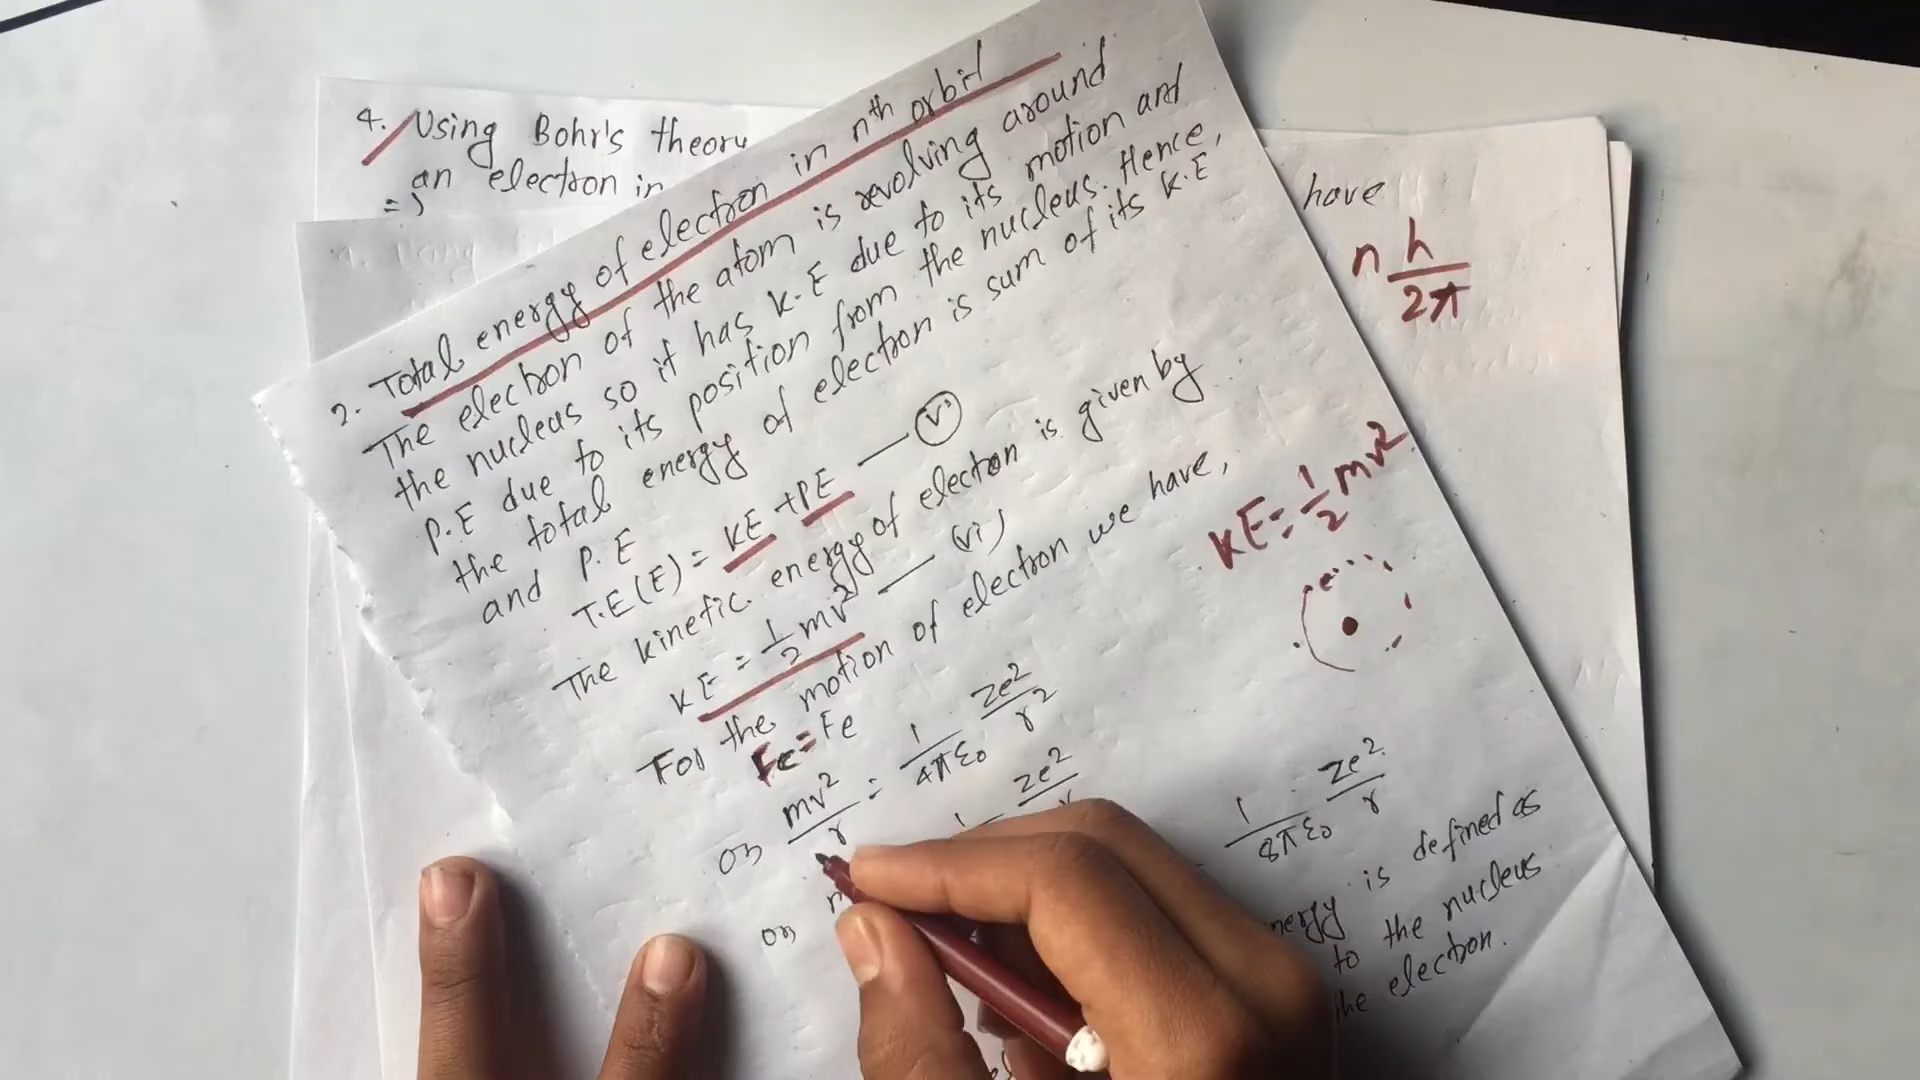 4. Using Bohr's theory
= an electron in
2. Total energy of electron in nth orbit
The electron of the atom is revolving around
the nucleus so it has K.E due to its motion and
P.E due to its position from the nucleus. Hence,
the total energy of electron is sum of its K.E
and P.E
T.E(E) = KE + PE — (v)
The kinetic energy of electron is given by
KE = 1/2 mv² — (vi)
For the motion of electron we have,
Fc = Fe
or mv²/r = 1/4πε₀ ze²/r²
or
ze²/r
1/8πε₀ ze²/r
is defined as
to the nucleus
the electron.
have
n h/2π
KE = 1/2 mv²